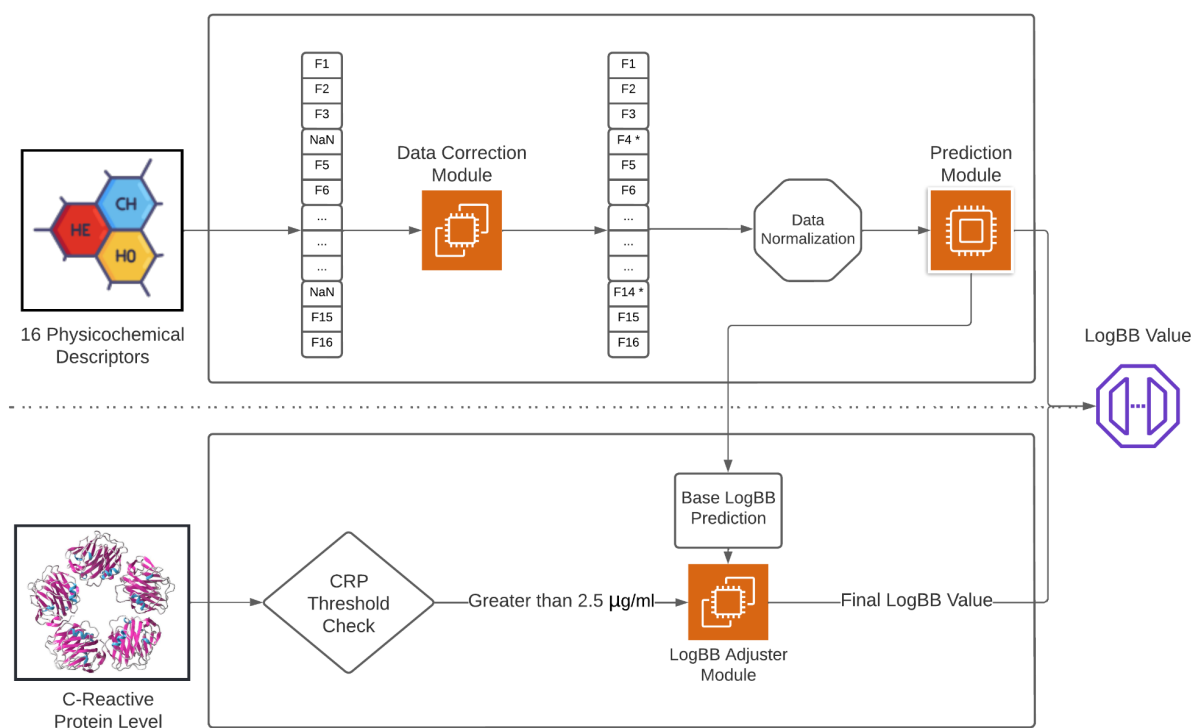 F1
F2
F3
NaN
F5
F6
...
...
...
NaN
F15
F16
Data Correction
Module
F1
F2
F3
F4 *
F5
F6
...
...
...
F14 *
F15
F16
Data
Normalization
Prediction
Module
CH
HE
HO
16 Physicochemical
Descriptors
LogBB Value
Base LogBB
Prediction
CRP
Threshold
Check
Greater than 2.5 µg/ml
Final LogBB Value
LogBB Adjuster
Module
C-Reactive
Protein Level